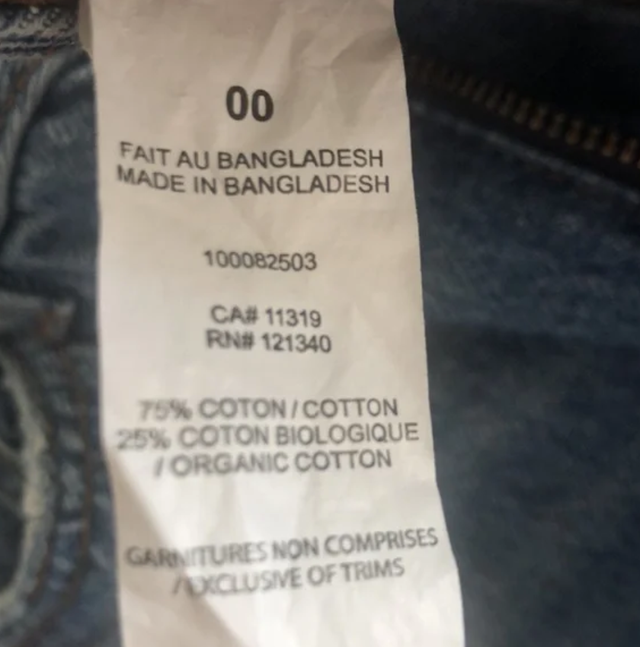 00
FAIT AU BANGLADESH
MADE IN BANGLADESH
100082503
CA# 11319
RN# 121340
75% COTON / COTTON
25% COTON BIOLOGIQUE
/ ORGANIC COTTON
GARNITURES NON COMPRISES
/ EXCLUSIVE OF TRIMS